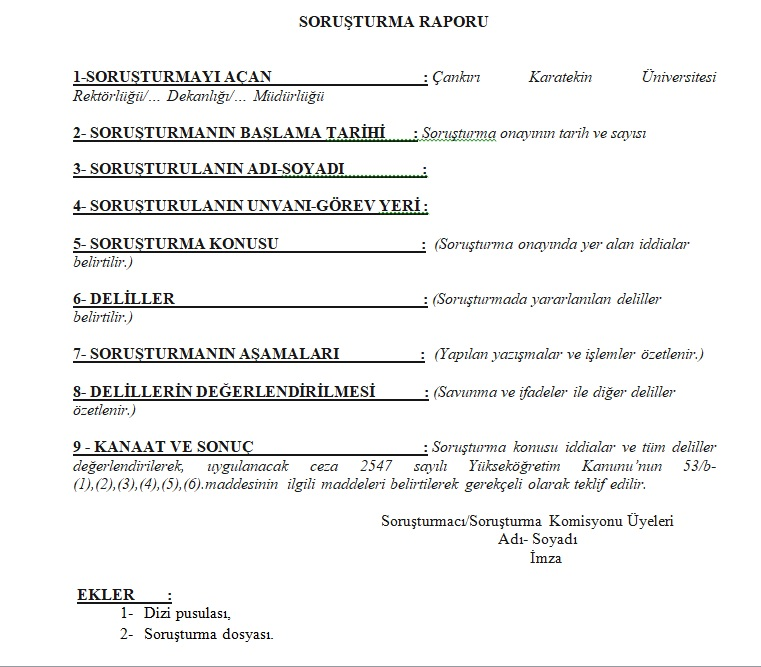 SORUŞTURMA RAPORU
1-SORUŞTURMAYI AÇAN : Çankırı Karatekin Üniversitesi
Rektörlüğü/... Dekanlığı/... Müdürlüğü
2- SORUŞTURMANIN BAŞLAMA TARİHİ : Soruşturma onayının tarih ve sayısı
3- SORUŞTURULANIN ADI-SOYADI :
4- SORUŞTURULANIN UNVANI-GÖREV YERİ :
5- SORUŞTURMA KONUSU : (Soruşturma onayında yer alan iddialar
belirtilir.)
6- DELİLLER : (Soruşturmada yararlanılan deliller
belirtilir.)
7- SORUŞTURMANIN AŞAMALARI : (Yapılan yazışmalar ve işlemler özetlenir.)
8- DELİLLERİN DEĞERLENDİRİLMESİ : (Savunma ve ifadeler ile diğer deliller
özetlenir.)
9 - KANAAT VE SONUÇ : Soruşturma konusu iddialar ve tüm deliller
değerlendirilerek, uygulanacak ceza 2547 sayılı Yükseköğretim Kanunu'nun 53/b-
(1),(2),(3),(4),(5),(6).maddesinin ilgili maddeleri belirtilerek gerekçeli olarak teklif edilir.
Soruşturmacı/Soruşturma Komisyonu Üyeleri
Adı- Soyadı
İmza
EKLER :
1- Dizi pusulası,
2- Soruşturma dosyası.